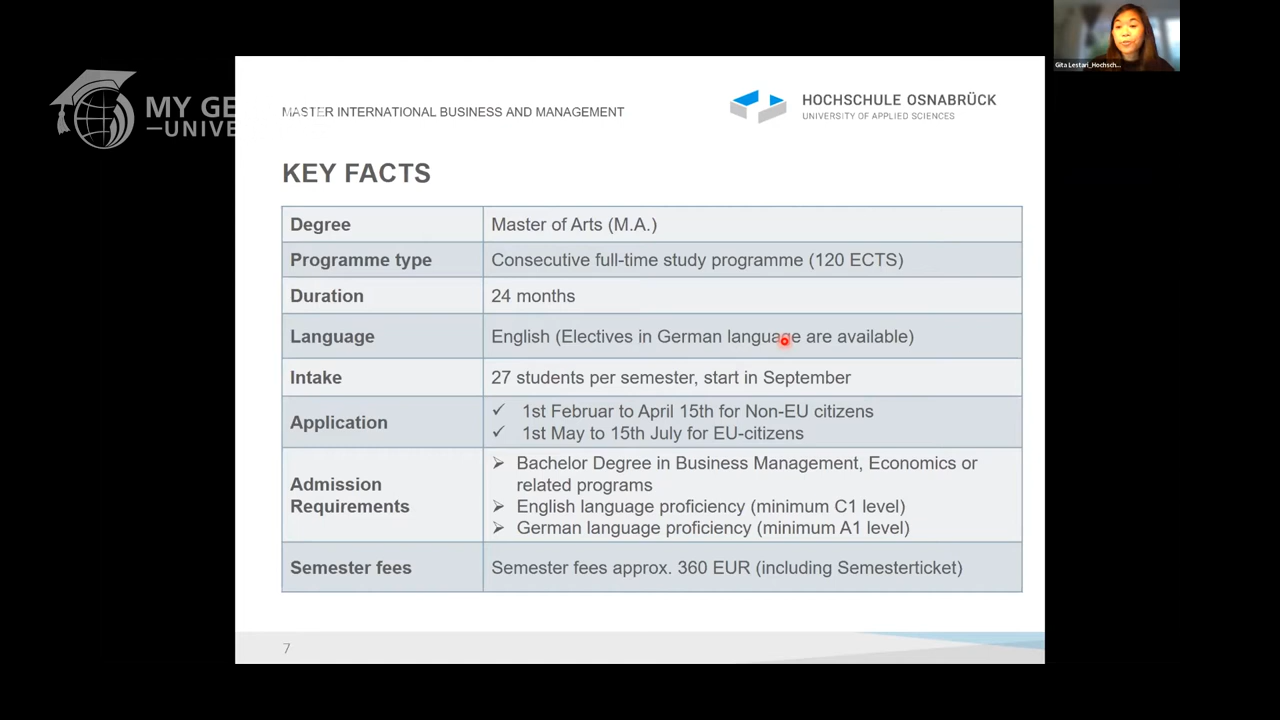 MY GE
UNIVE
Gita Lestari_Hochsch...
MASTER INTERNATIONAL BUSINESS AND MANAGEMENT
HOCHSCHULE OSNABRÜCK
UNIVERSITY OF APPLIED SCIENCES
KEY FACTS
Degree Master of Arts (M.A.)
Programme type Consecutive full-time study programme (120 ECTS)
Duration 24 months
Language English (Electives in German language are available)
Intake 27 students per semester, start in September
Application
✓ 1st Februar to April 15th for Non-EU citizens
✓ 1st May to 15th July for EU-citizens
Admission
Requirements
➢ Bachelor Degree in Business Management, Economics or
related programs
➢ English language proficiency (minimum C1 level)
➢ German language proficiency (minimum A1 level)
Semester fees Semester fees approx. 360 EUR (including Semesterticket)
7